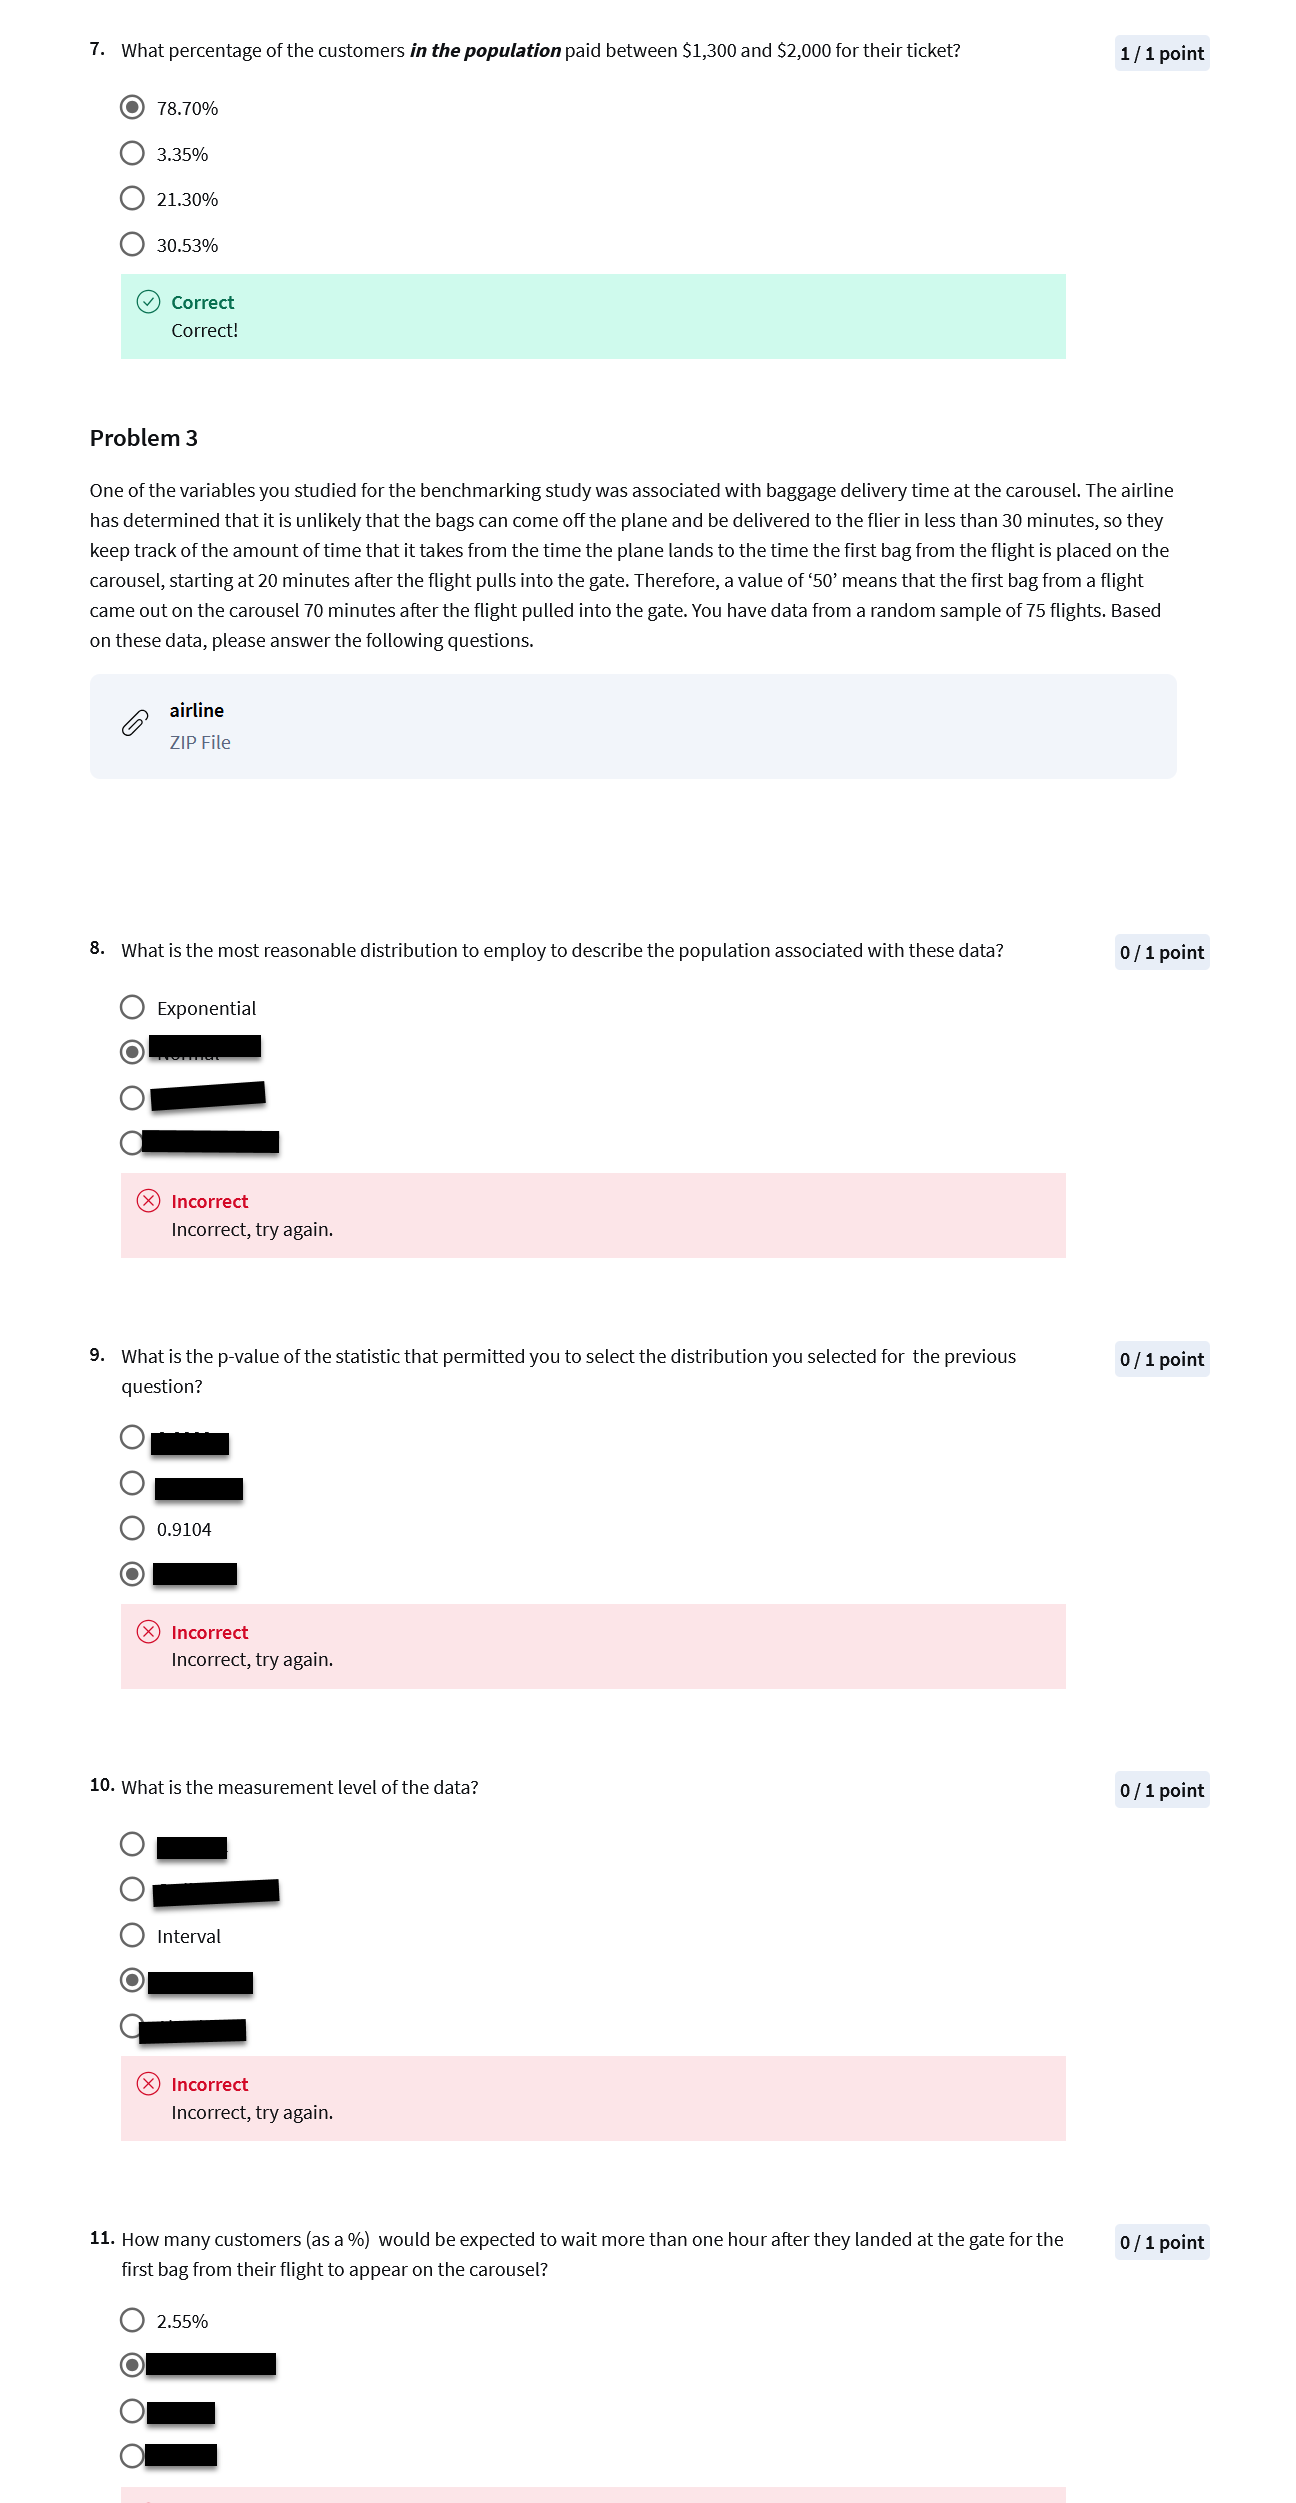 7. What percentage of the customers in the population paid between $1,300 and $2,000 for their ticket?
1 / 1 point
78.70%
3.35%
21.30%
30.53%
Correct
Correct!
Problem 3
One of the variables you studied for the benchmarking study was associated with baggage delivery time at the carousel. The airline
has determined that it is unlikely that the bags can come off the plane and be delivered to the flier in less than 30 minutes, so they
keep track of the amount of time that it takes from the time the plane lands to the time the first bag from the flight is placed on the
carousel, starting at 20 minutes after the flight pulls into the gate. Therefore, a value of ‘50’ means that the first bag from a flight
came out on the carousel 70 minutes after the flight pulled into the gate. You have data from a random sample of 75 flights. Based
on these data, please answer the following questions.
airline
ZIP File
8. What is the most reasonable distribution to employ to describe the population associated with these data?
0 / 1 point
Exponential
Incorrect
Incorrect, try again.
9. What is the p-value of the statistic that permitted you to select the distribution you selected for the previous
question?
0 / 1 point
0.9104
Incorrect
Incorrect, try again.
10. What is the measurement level of the data?
0 / 1 point
Interval
Incorrect
Incorrect, try again.
11. How many customers (as a %) would be expected to wait more than one hour after they landed at the gate for the
first bag from their flight to appear on the carousel?
0 / 1 point
2.55%